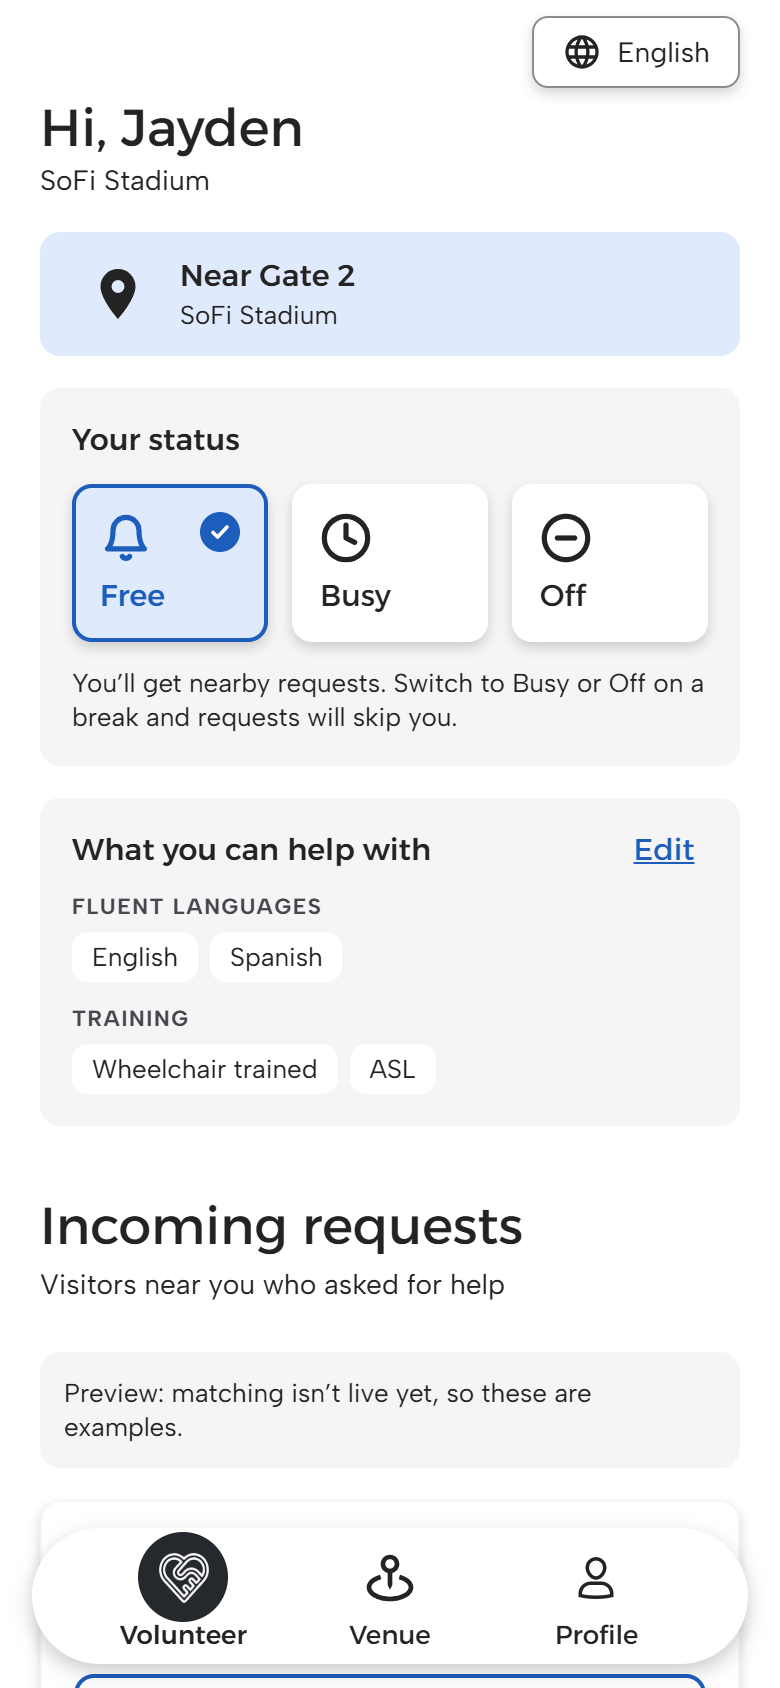 English
Hi, Jayden
SoFi Stadium
Near Gate 2
SoFi Stadium
Your status
Free
Busy
Off
You’ll get nearby requests. Switch to Busy or Off on a
break and requests will skip you.
What you can help with
Edit
FLUENT LANGUAGES
English
Spanish
TRAINING
Wheelchair trained
ASL
Incoming requests
Visitors near you who asked for help
Preview: matching isn’t live yet, so these are
examples.
Volunteer
Venue
Profile